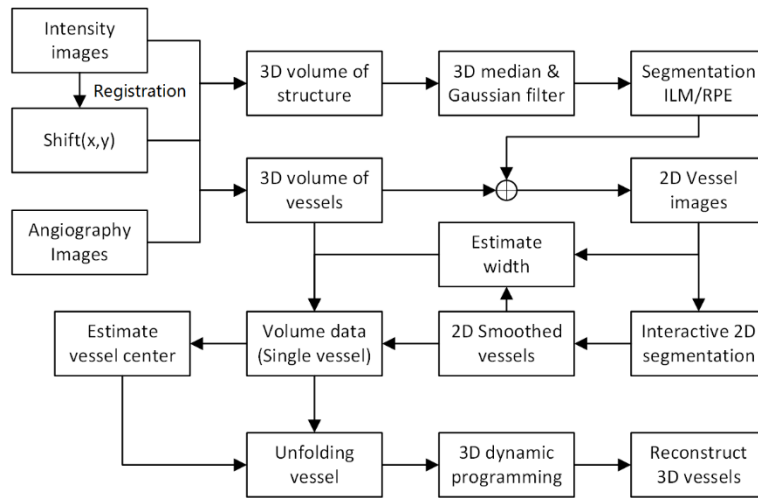 Intensity
images
Registration
Shift(x,y)
Angiography
Images
3D volume of
structure
3D median &
Gaussian filter
Segmentation
ILM/RPE
3D volume of
vessels
2D Vessel
images
Estimate
width
Estimate
vessel center
Volume data
(Single vessel)
2D Smoothed
vessels
Interactive 2D
segmentation
Unfolding
vessel
3D dynamic
programming
Reconstruct
3D vessels